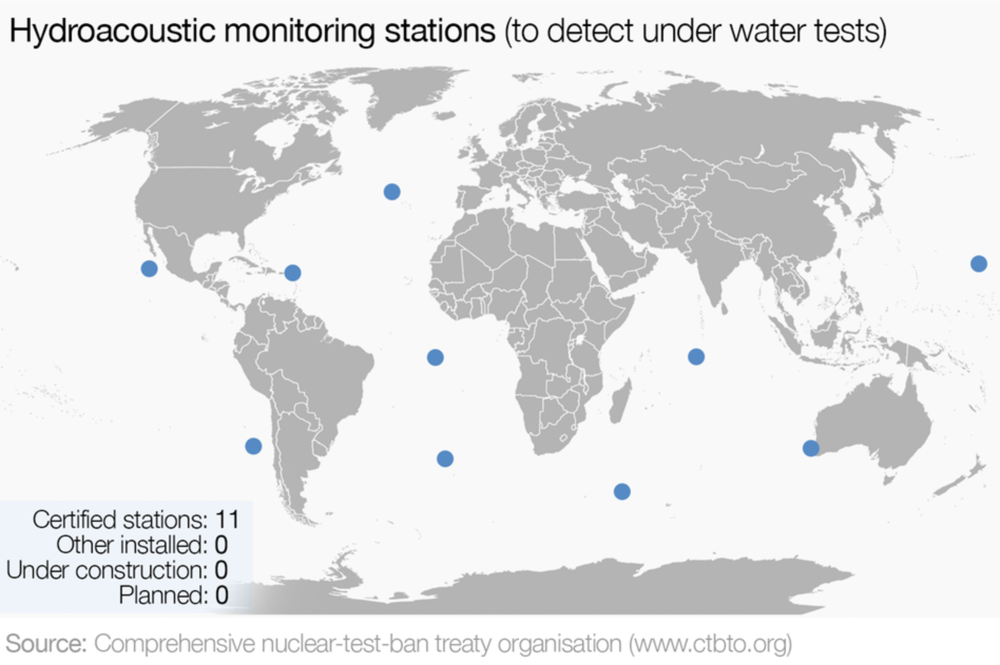 Hydroacoustic monitoring stations (to detect under water tests)
Certified stations: 11
Other installed: 0
Under construction: 0
Planned: 0
Source: Comprehensive nuclear-test-ban treaty organisation (www.ctbto.org)